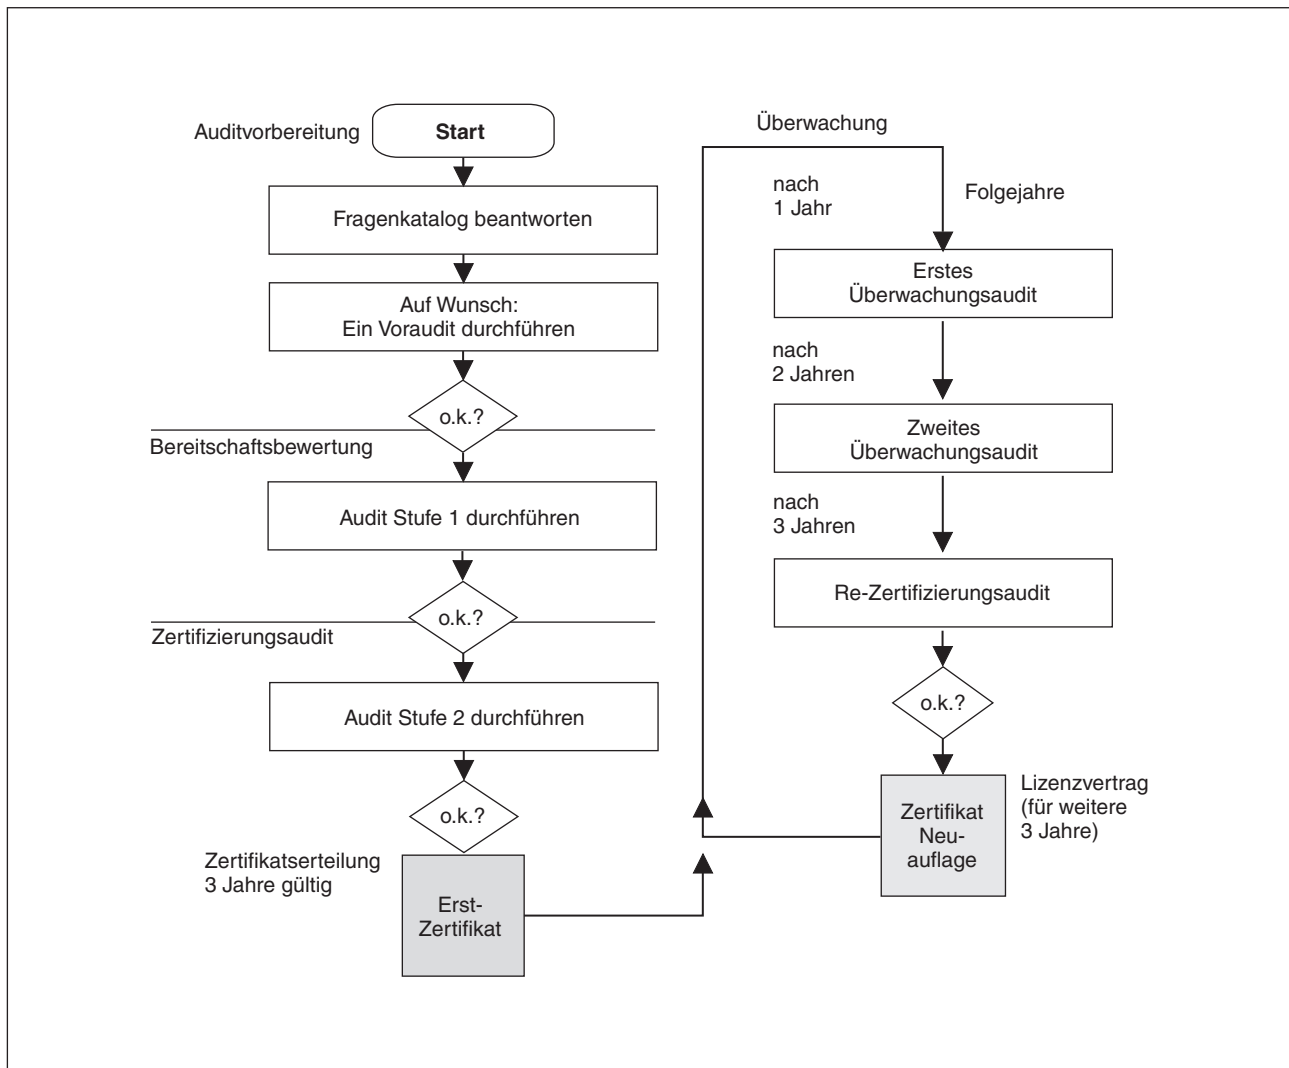 Auditvorbereitung
Start
Fragenkatalog beantworten
Auf Wunsch:
Ein Voraudit durchführen
o.k.?
Bereitschaftsbewertung
Audit Stufe 1 durchführen
o.k.?
Zertifizierungsaudit
Audit Stufe 2 durchführen
o.k.?
Zertifikatserteilung
3 Jahre gültig
Erst-
Zertifikat
Überwachung
nach
1 Jahr
Folgejahre
Erstes
Überwachungsaudit
nach
2 Jahren
Zweites
Überwachungsaudit
nach
3 Jahren
Re-Zertifizierungsaudit
o.k.?
Zertifikat
Neu-
auflage
Lizenzvertrag
(für weitere
3 Jahre)